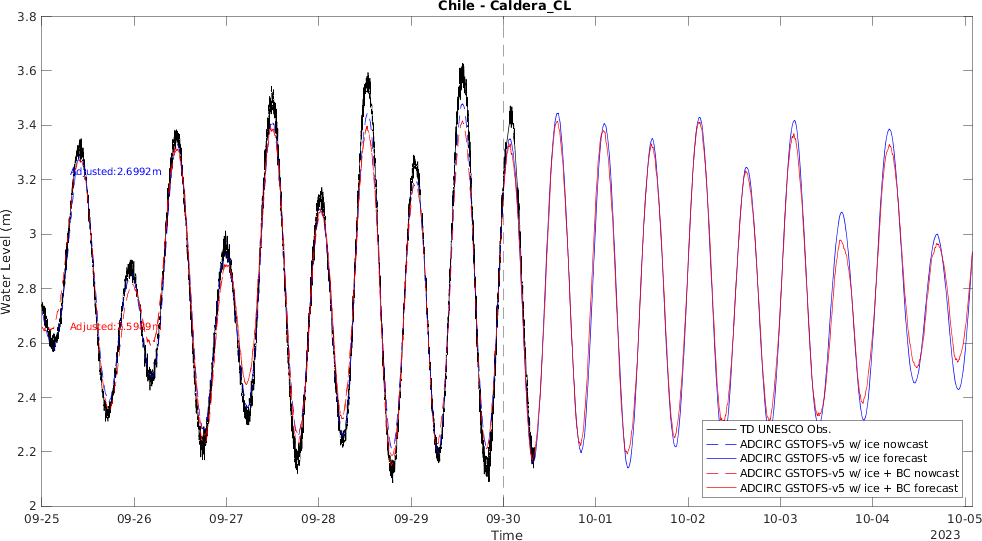 Chile - Caldera_CL
3.8
3.6
3.4
3.2
3
2.8
2.6
2.4
2.2
2
Water Level (m)
Adjusted:2.6992m
TD UNESCO Obs.
ADCIRC GSTOFS-v5 w/ ice nowcast
ADCIRC GSTOFS-v5 w/ ice forecast
ADCIRC GSTOFS-v5 w/ ice + BC nowcast
ADCIRC GSTOFS-v5 w/ ice + BC forecast
09-25
09-26
09-27
09-28
09-29
09-30
10-01
10-02
10-03
10-04
10-05
Time
2023